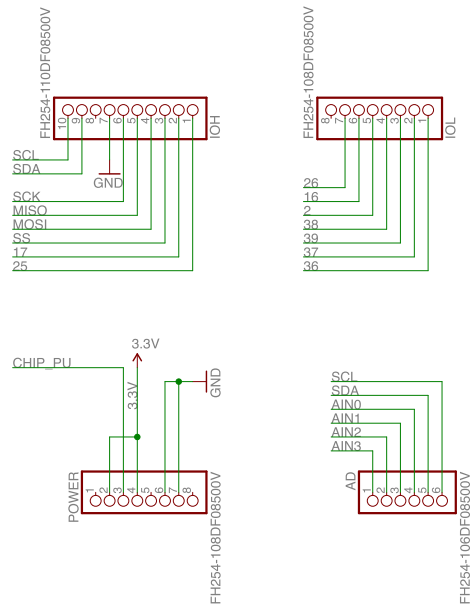 FH254-110DF08500V
10
9
8
7
6
5
4
3
2
1
IOH
SCL
SDA
GND
SCK
MISO
MOSI
SS
17
25
FH254-108DF08500V
8
7
6
5
4
3
2
1
IOL
26
16
2
38
39
37
36
3.3V
CHIP_PU
3.3V
GND
POWER
1
2
3
4
5
6
7
8
FH254-108DF08500V
SCL
SDA
AIN0
AIN1
AIN2
AIN3
AD
1
2
3
4
5
6
FH254-106DF08500V